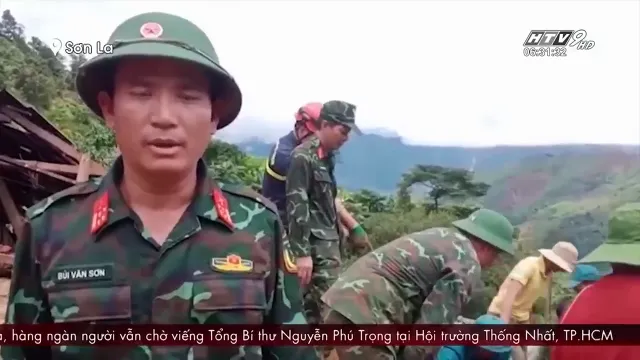 Sơn La
HTV9 HD
06:31:32
BÙI VĂN SƠN
a, hàng ngàn người vẫn chờ viếng Tổng Bí thư Nguyễn Phú Trọng tại Hội trường Thống Nhất, TP.HCM